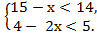 15 − x < 14,
4 − 2x < 5.